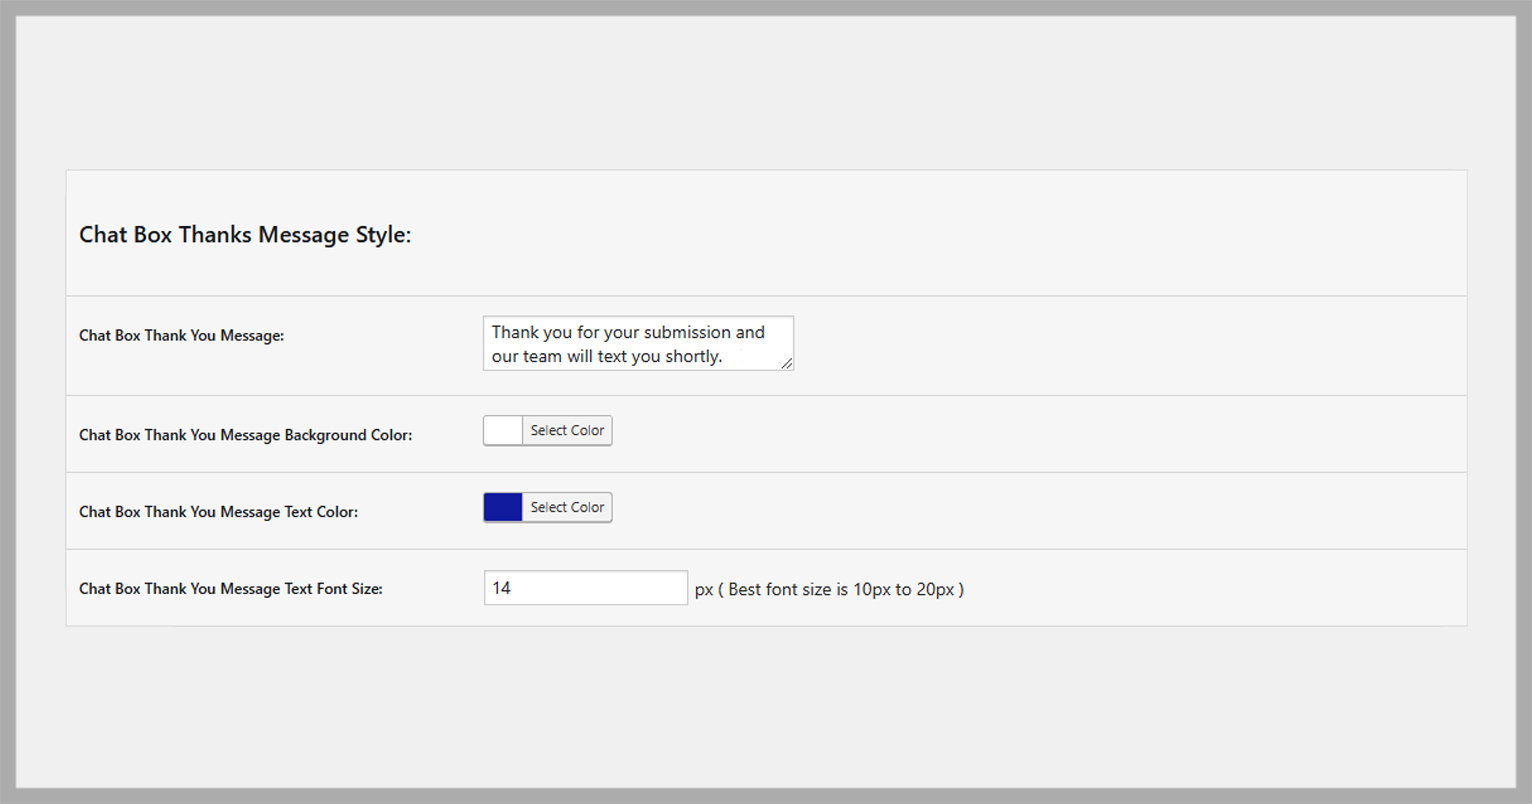 Chat Box Thanks Message Style:
Chat Box Thank You Message:
Thank you for your submission and
our team will text you shortly.
Chat Box Thank You Message Background Color:
Select Color
Chat Box Thank You Message Text Color:
Select Color
Chat Box Thank You Message Text Font Size:
14 px ( Best font size is 10px to 20px )